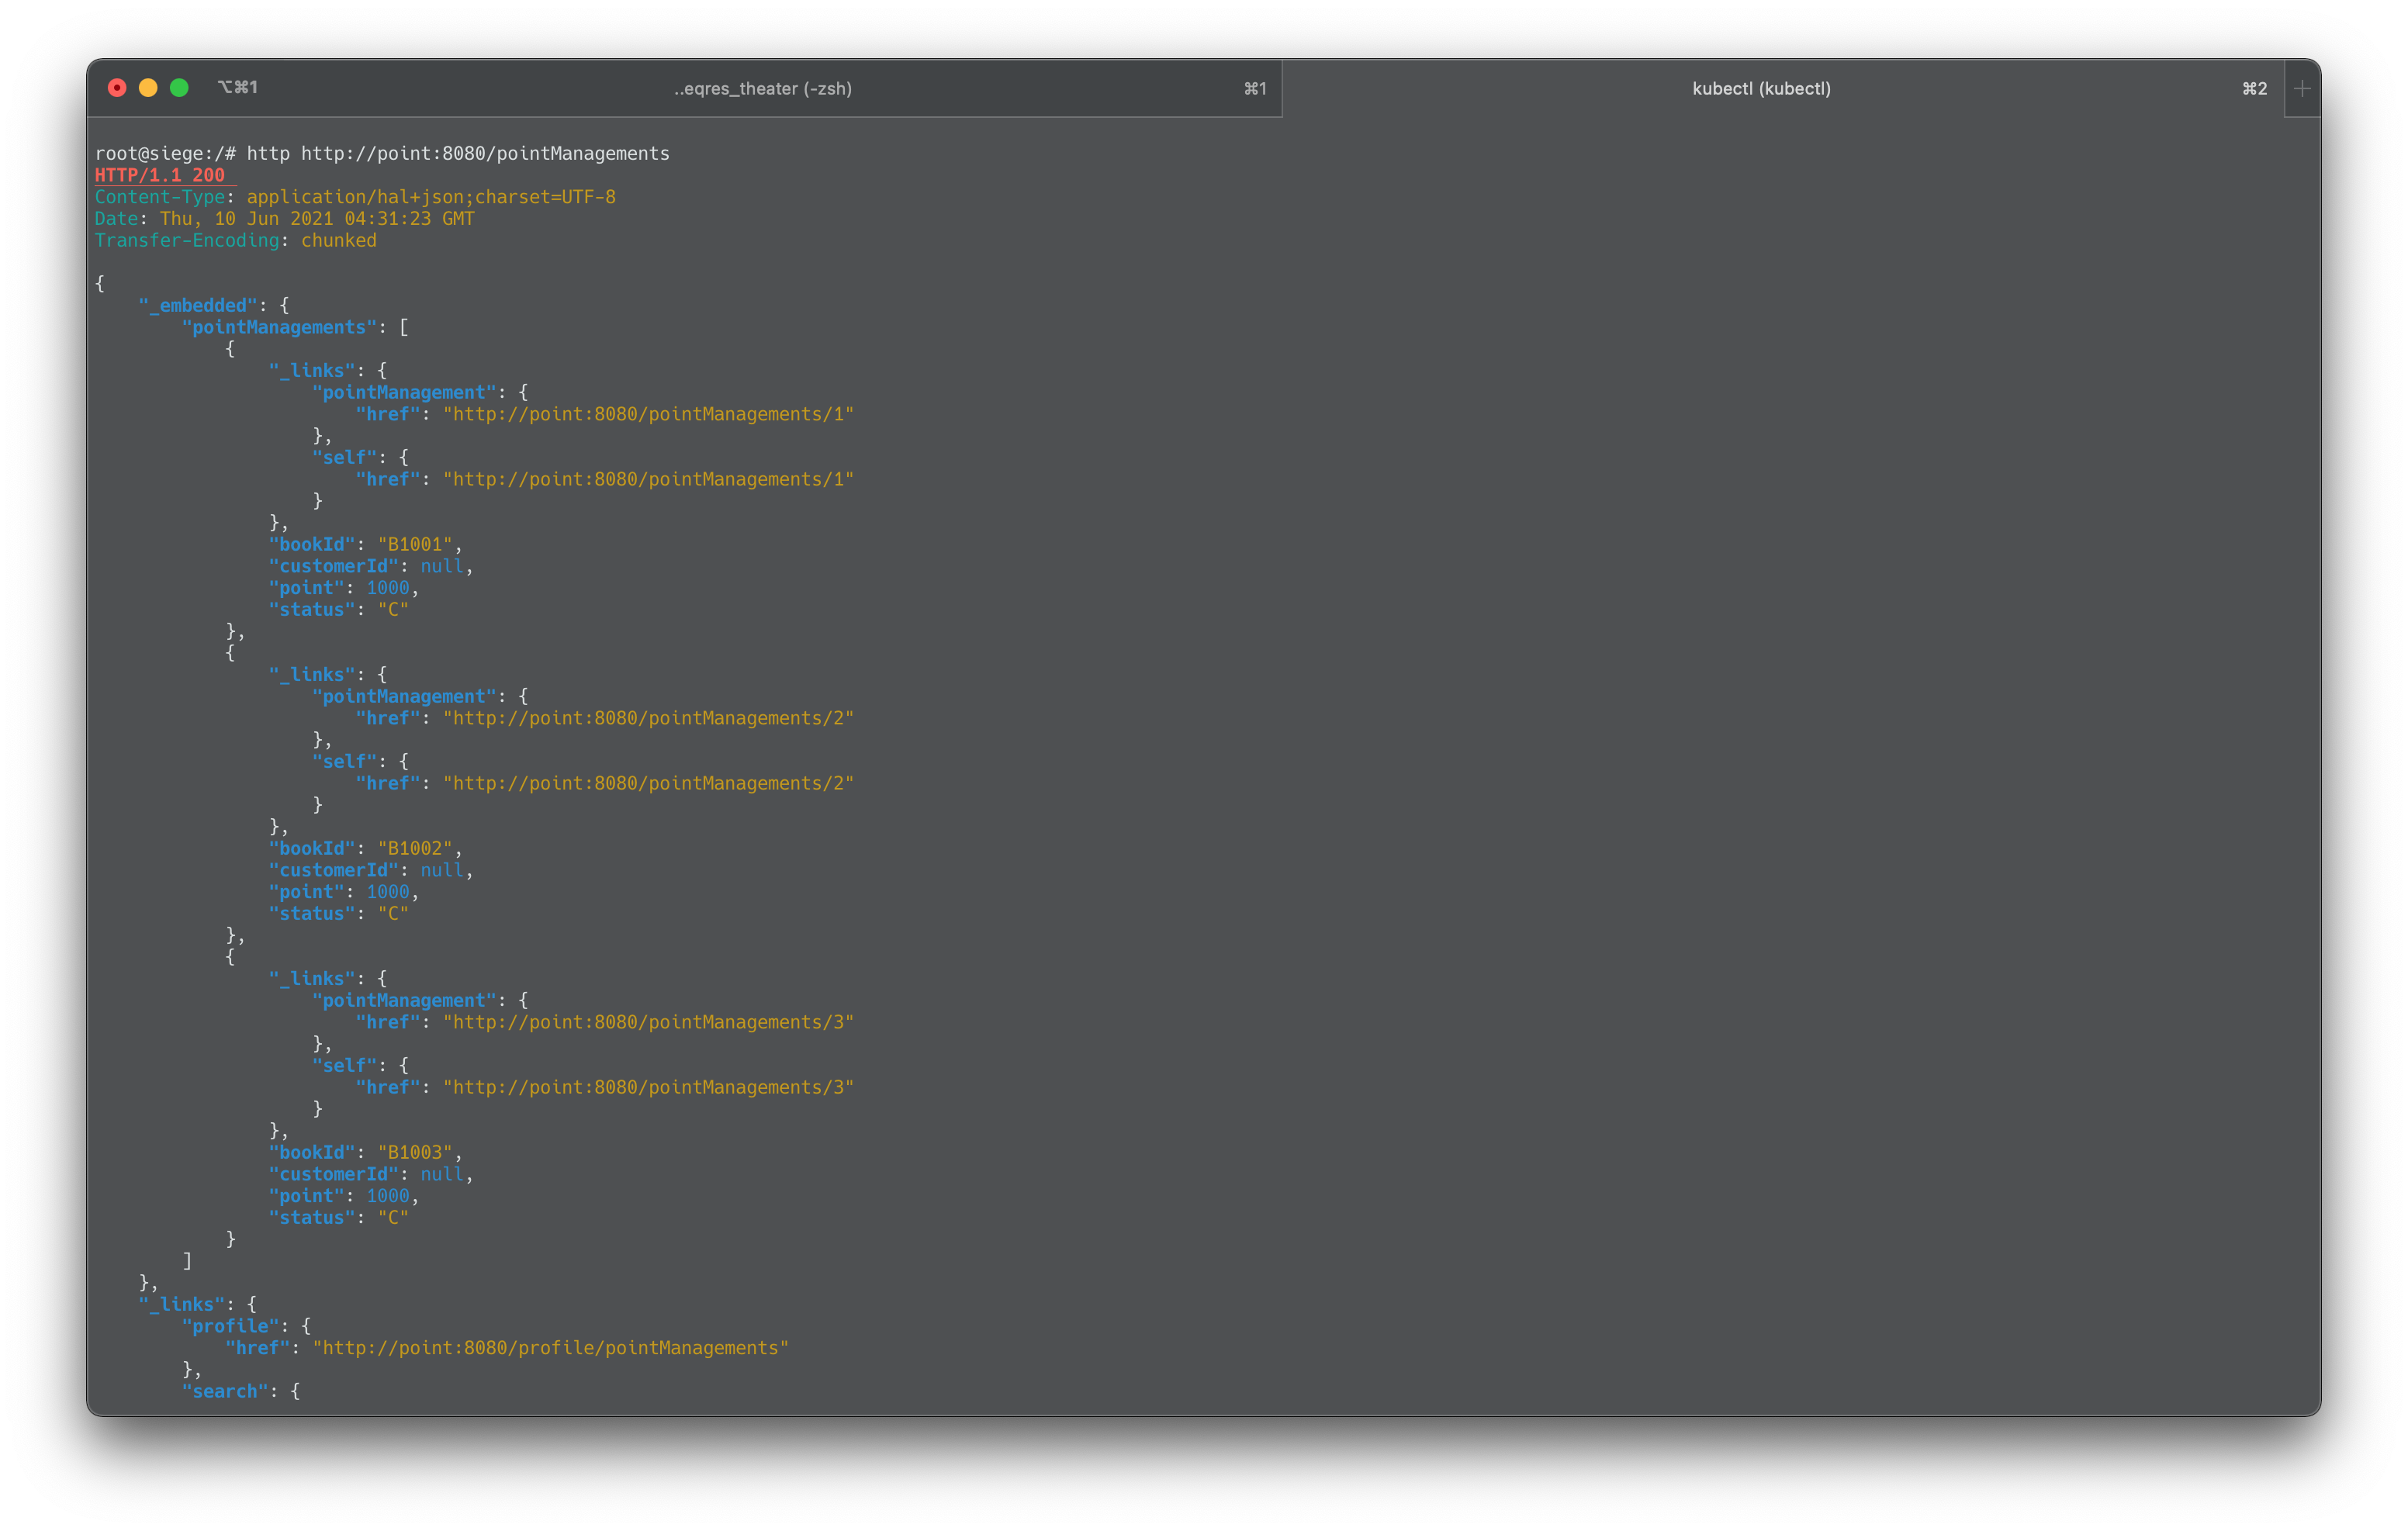 ⌥⌘1 ..eqres_theater (-zsh) ⌘1 kubectl (kubectl) ⌘2 +
root@siege:/# http http://point:8080/pointManagements
HTTP/1.1 200
Content-Type: application/hal+json;charset=UTF-8
Date: Thu, 10 Jun 2021 04:31:23 GMT
Transfer-Encoding: chunked

{
    "_embedded": {
        "pointManagements": [
            {
                "_links": {
                    "pointManagement": {
                        "href": "http://point:8080/pointManagements/1"
                    },
                    "self": {
                        "href": "http://point:8080/pointManagements/1"
                    }
                },
                "bookId": "B1001",
                "customerId": null,
                "point": 1000,
                "status": "C"
            },
            {
                "_links": {
                    "pointManagement": {
                        "href": "http://point:8080/pointManagements/2"
                    },
                    "self": {
                        "href": "http://point:8080/pointManagements/2"
                    }
                },
                "bookId": "B1002",
                "customerId": null,
                "point": 1000,
                "status": "C"
            },
            {
                "_links": {
                    "pointManagement": {
                        "href": "http://point:8080/pointManagements/3"
                    },
                    "self": {
                        "href": "http://point:8080/pointManagements/3"
                    }
                },
                "bookId": "B1003",
                "customerId": null,
                "point": 1000,
                "status": "C"
            }
        ]
    },
    "_links": {
        "profile": {
            "href": "http://point:8080/profile/pointManagements"
        },
        "search": {